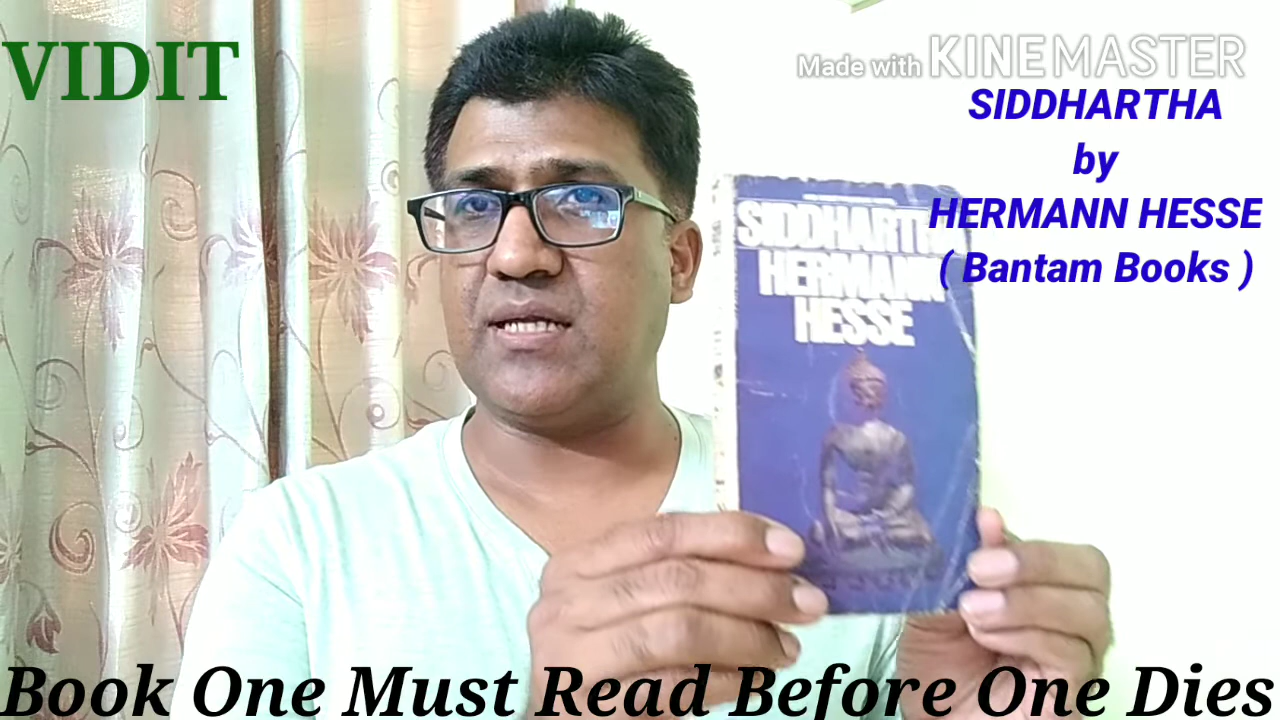 VIDIT
Made with KINEMASTER
SIDDHARTHA
by
HERMANN HESSE
( Bantam Books )
SIDDHARTHA
HERMANN
HESSE
Book One Must Read Before One Dies